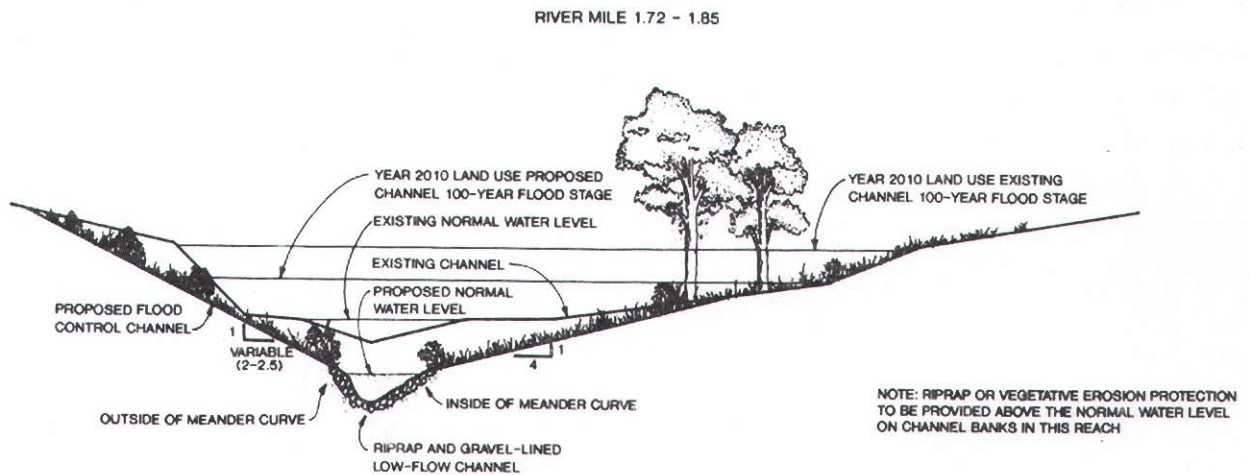 RIVER MILE 1.72 - 1.85
YEAR 2010 LAND USE PROPOSED
CHANNEL 100-YEAR FLOOD STAGE
EXISTING NORMAL WATER LEVEL
YEAR 2010 LAND USE EXISTING
CHANNEL 100-YEAR FLOOD STAGE
EXISTING CHANNEL
PROPOSED NORMAL
WATER LEVEL
PROPOSED FLOOD
CONTROL CHANNEL
1
VARIABLE
(2-2.5)
1
4
OUTSIDE OF MEANDER CURVE
INSIDE OF MEANDER CURVE
RIPRAP AND GRAVEL-LINED
LOW-FLOW CHANNEL
NOTE: RIPRAP OR VEGETATIVE EROSION PROTECTION
TO BE PROVIDED ABOVE THE NORMAL WATER LEVEL
ON CHANNEL BANKS IN THIS REACH